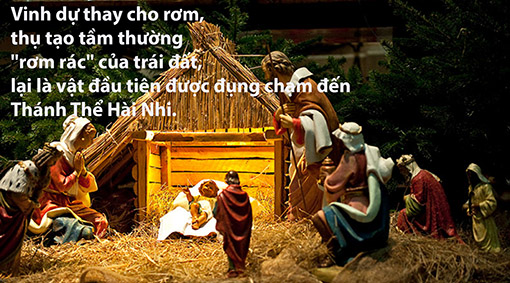 Vinh dự thay cho rơm,
thụ tạo tầm thường
"rơm rác" của trái đất,
lại là vật đầu tiên được đụng chạm đến
Thánh Thể Hài Nhi.